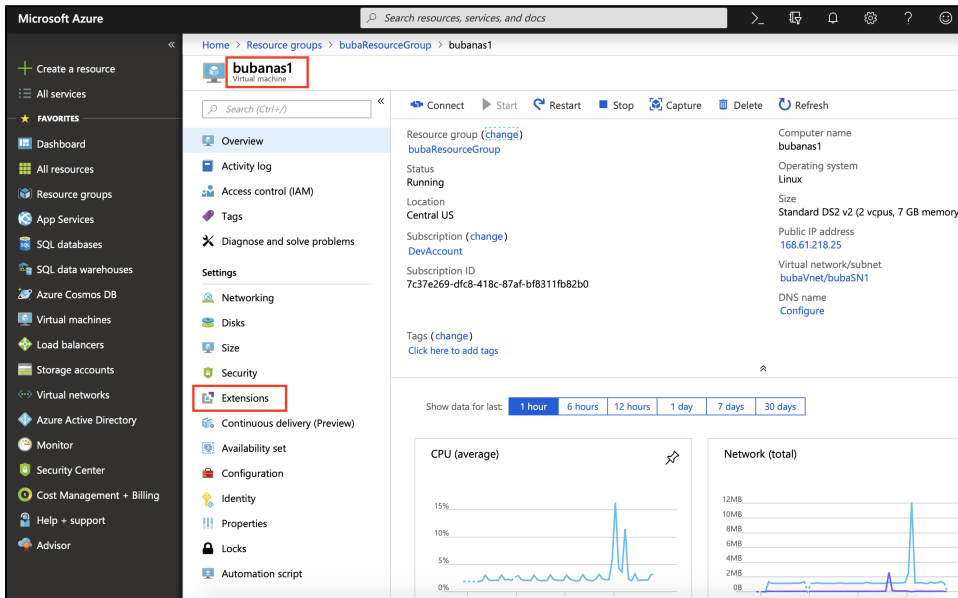 Microsoft Azure
Search resources, services, and docs
Home > Resource groups > bubaResourceGroup > bubanas1
bubanas1
Virtual machine
Create a resource
All services
FAVORITES
Dashboard
All resources
Resource groups
App Services
SQL databases
SQL data warehouses
Azure Cosmos DB
Virtual machines
Load balancers
Storage accounts
Virtual networks
Azure Active Directory
Monitor
Security Center
Cost Management + Billing
Help + support
Advisor
Search (Ctrl+/)
Overview
Activity log
Access control (IAM)
Tags
Diagnose and solve problems
Settings
Networking
Disks
Size
Security
Extensions
Continuous delivery (Preview)
Availability set
Configuration
Identity
Properties
Locks
Automation script
Connect Start Restart Stop Capture Delete Refresh
Resource group (change)
bubaResourceGroup
Status
Running
Location
Central US
Subscription (change)
DevAccount
Subscription ID
7c37e269-dfc8-418c-87af-bf8311fb82b0
Tags (change)
Click here to add tags
Computer name
bubanas1
Operating system
Linux
Size
Standard DS2 v2 (2 vcpus, 7 GB memory
Public IP address
168.61.218.25
Virtual network/subnet
bubaVnet/bubaSN1
DNS name
Configure
Show data for last: 1 hour 6 hours 12 hours 1 day 7 days 30 days
CPU (average)
15%
10%
5%
0%
Network (total)
12MB
10MB
8MB
6MB
4MB
2MB
0B